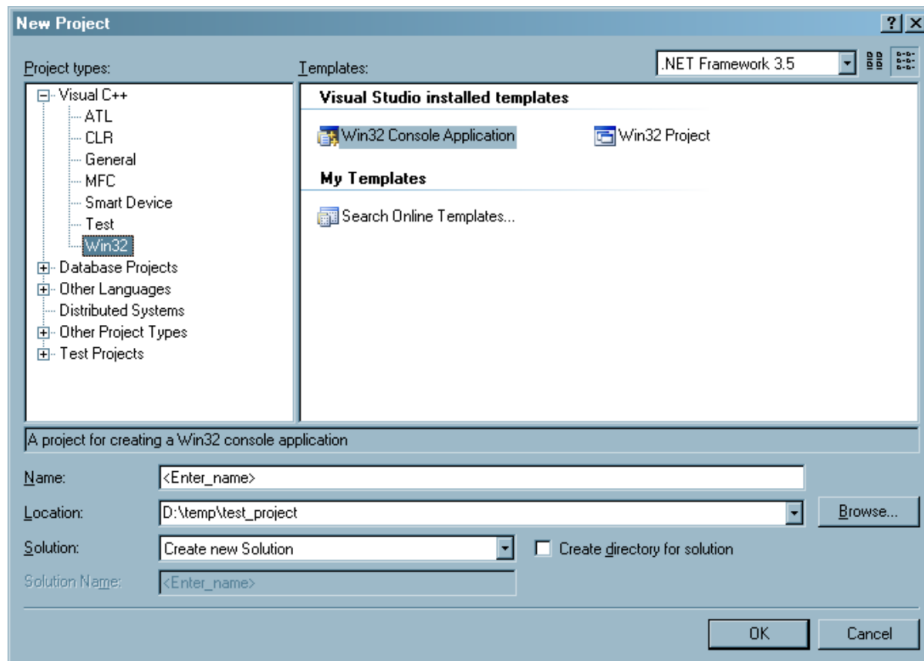 New Project
Project types:
Templates:
.NET Framework 3.5
Visual C++
ATL
CLR
General
MFC
Smart Device
Test
Win32
Database Projects
Other Languages
Distributed Systems
Other Project Types
Test Projects
Visual Studio installed templates
Win32 Console Application
Win32 Project
My Templates
Search Online Templates...
A project for creating a Win32 console application
Name: <Enter_name>
Location: D:\temp\test_project Browse...
Solution: Create new Solution Create directory for solution
Solution Name: <Enter_name>
OK Cancel